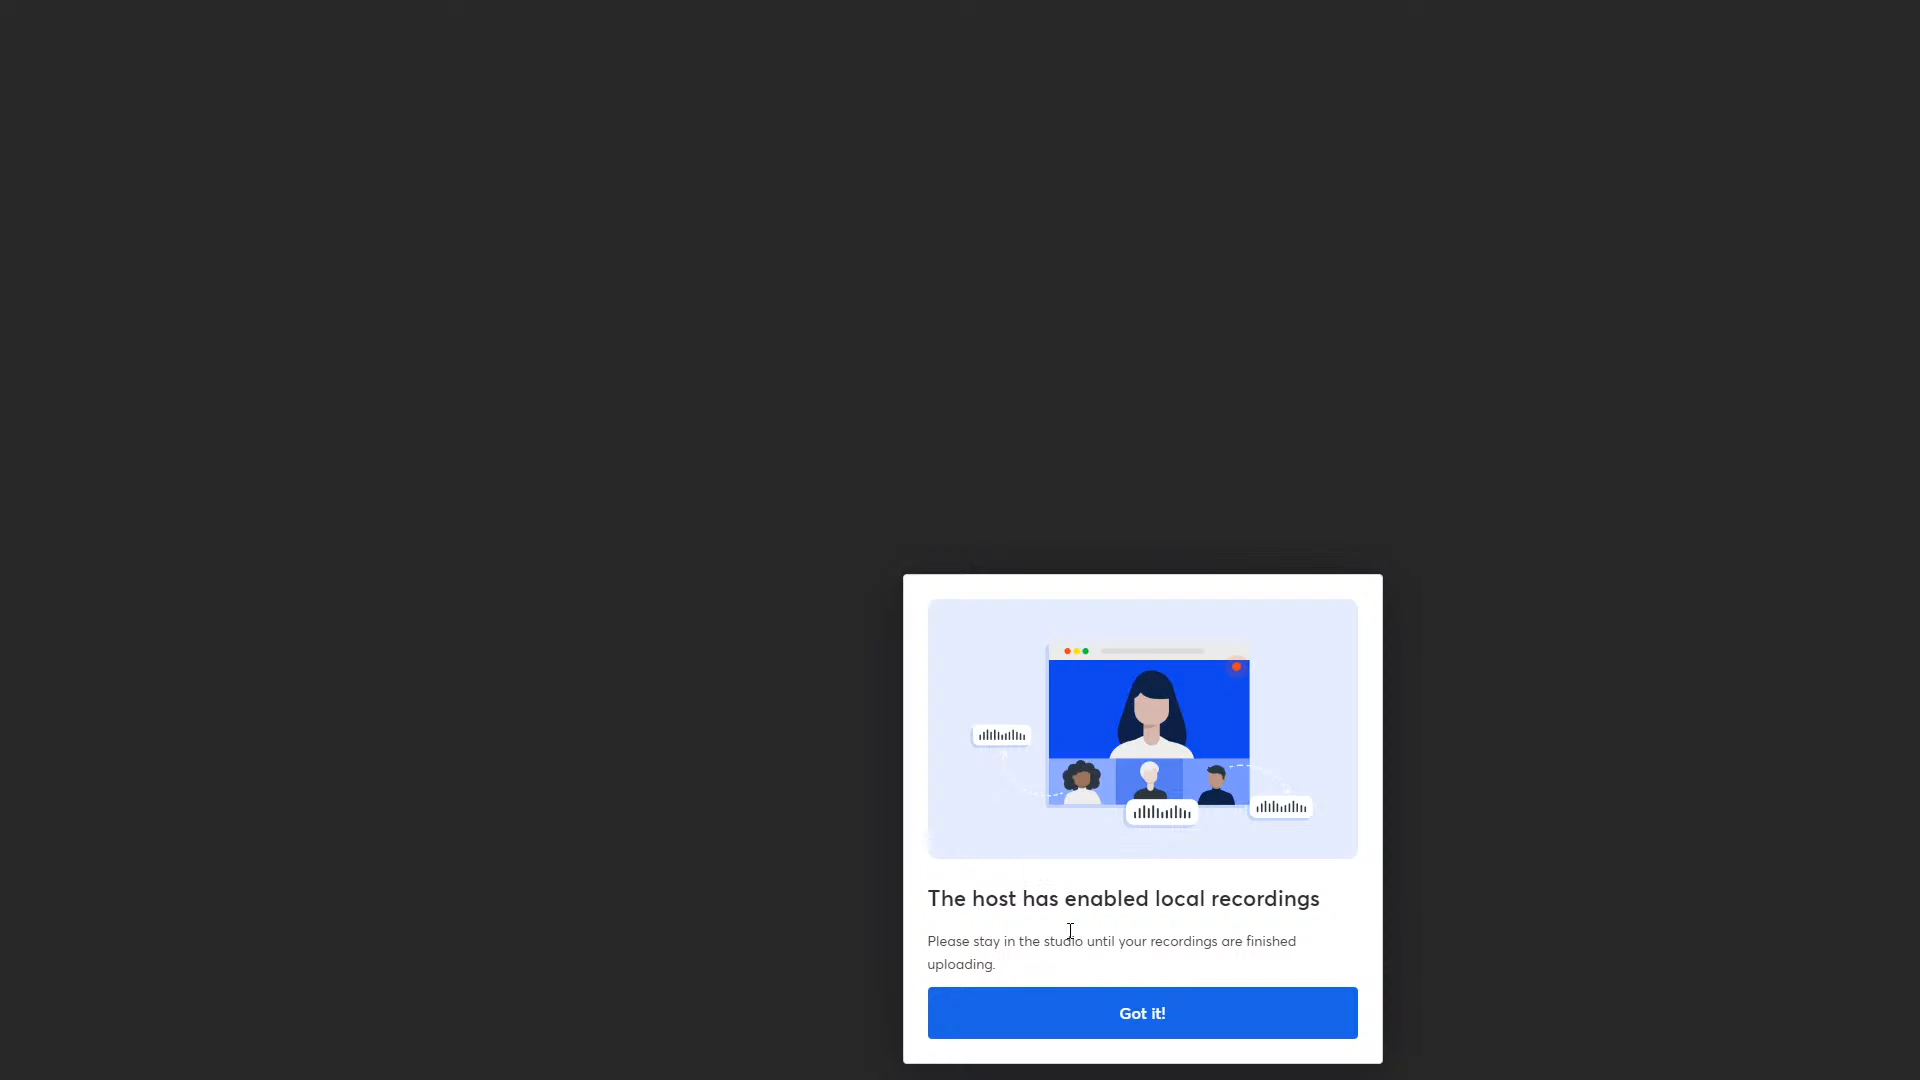 The host has enabled local recordings
Please stay in the studio until your recordings are finished
uploading.
Got it!